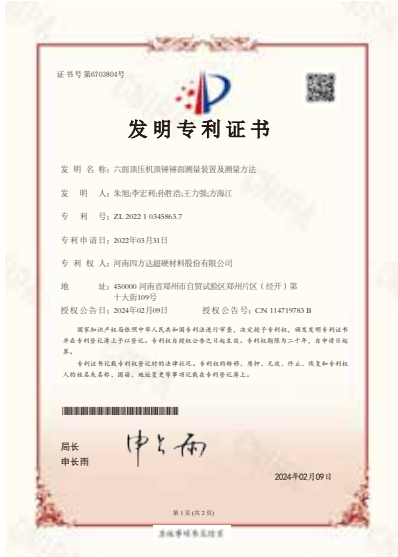 证书号第6703804号
发明专利证书
发 明 名 称：六面顶压机顶锤锤面测量装置及测量方法
发 明 人：朱旭;李宏利;孙胜浩;王力强;方海江
专 利 号：ZL 2022 1 0345863.7
专利申请日：2022年03月31日
专 利 权 人：河南四方达超硬材料股份有限公司
地 址：450000 河南省郑州市自贸试验区郑州片区（经开）第
十大街109号
授权公告日：2024年02月09日 授权公告号：CN 114719783 B
国家知识产权局依照中华人民共和国专利法进行审查，决定授予专利权，颁发发明专利证书
并在专利登记簿上予以登记。专利权自授权公告之日起生效。专利权期限为二十年，自申请日起
算。
专利证书记载专利权登记时的法律状况。专利权的转移、质押、无效、终止、恢复和专利权
人的姓名或名称、国籍、地址变更等事项记载在专利登记簿上。
局长
申长雨
申长雨
2024年02月09日
第 1 页 (共 2 页)
其他事项参见续页